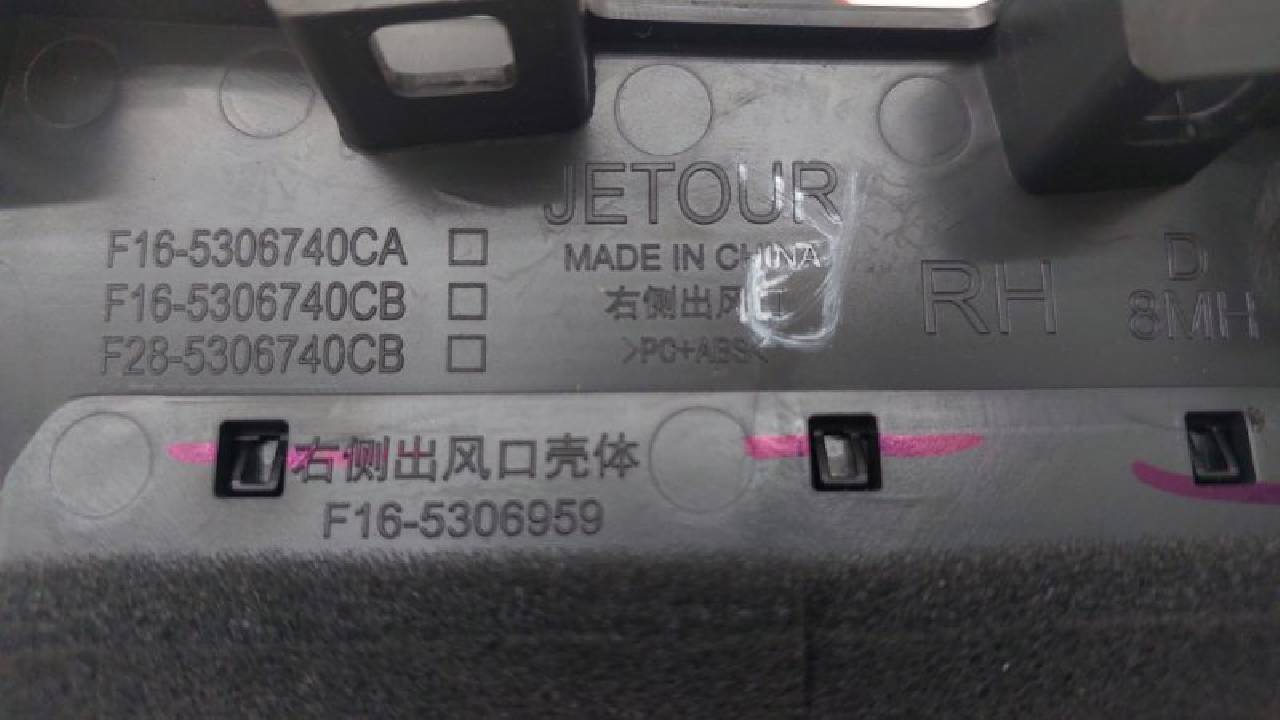 JETOUR
F16-5306740CA
MADE IN CHINA
F16-5306740CB
右侧出风口
RH
D
8MH
F28-5306740CB
>PC+ABS<
右侧出风口壳体
F16-5306959